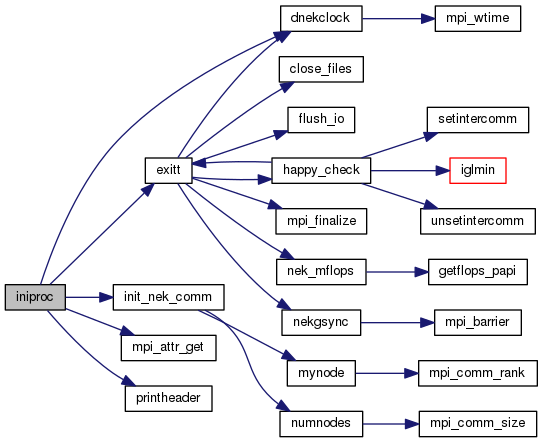 dnekclock
mpi_wtime
close_files
flush_io
setintercomm
exitt
happy_check
iglmin
mpi_finalize
unsetintercomm
nek_mflops
getflops_papi
iniproc
init_nek_comm
nekgsync
mpi_barrier
mpi_attr_get
mynode
mpi_comm_rank
printheader
numnodes
mpi_comm_size